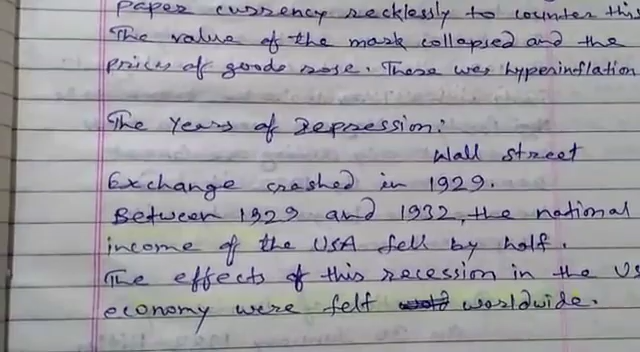 paper currency recklessly to counter this
The value of the mark collapsed and the
prices of goods rose. There was hyperinflation
The Years of Depression:
Wall street
Exchange crashed in 1929.
Between 1929 and 1932, the national
income of the USA fell by half.
The effects of this recession in the US
economy were felt worldwide.